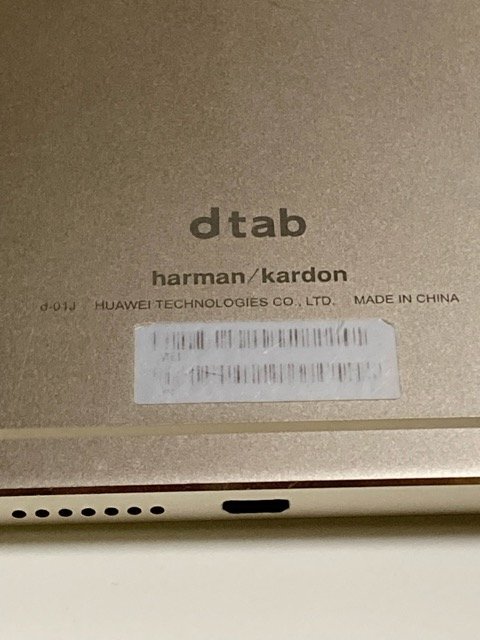 dtab
harman/kardon
d-01J HUAWEI TECHNOLOGIES CO., LTD. MADE IN CHINA